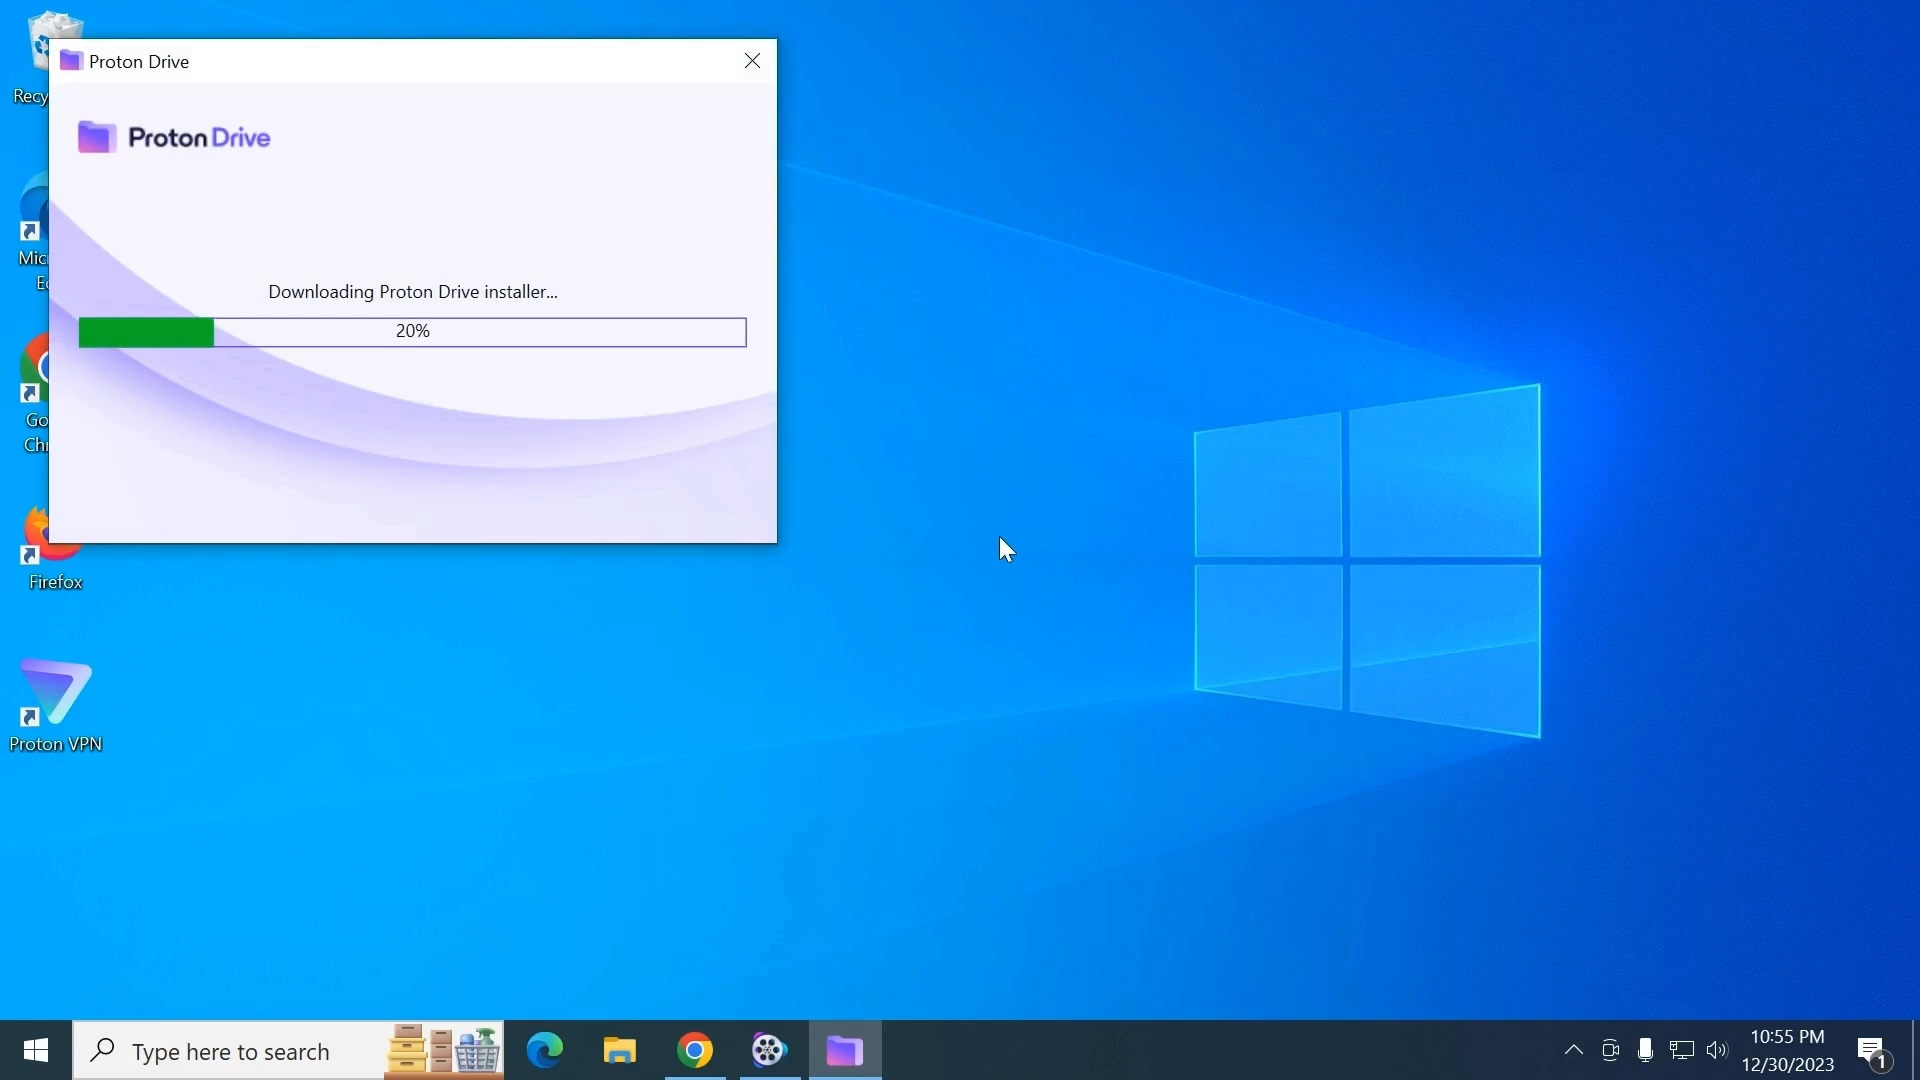 Proton Drive
Proton Drive
Downloading Proton Drive installer...
20%
Recy
Mic
Go
Firefox
Proton VPN
Type here to search
10:55 PM
12/30/2023
1